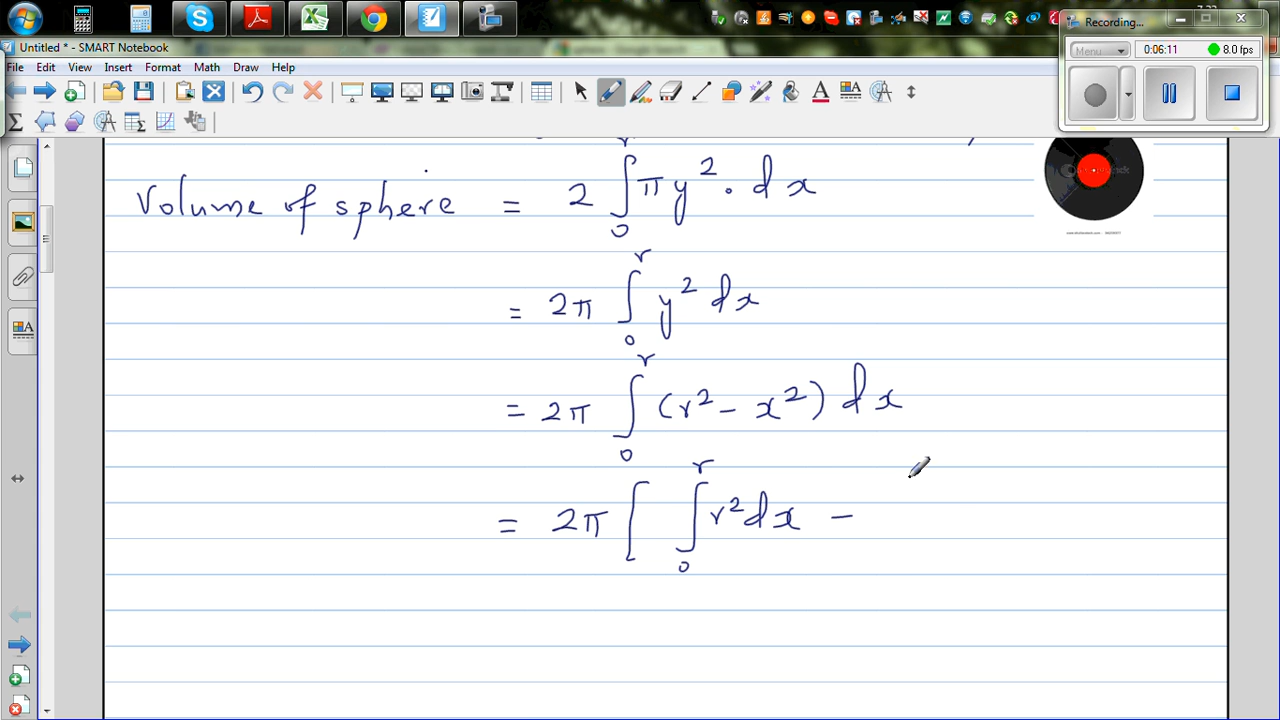 Recording...
Untitled * - SMART Notebook
Menu 0:06:11 8.0 fps
File Edit View Insert Format Math Draw Help
Volume of sphere = 2 ∫₀ʳ π y² . dx
= 2π ∫₀ʳ y² dx
= 2π ∫₀ʳ (r² - x²) dx
= 2π [ ∫₀ʳ r² dx -